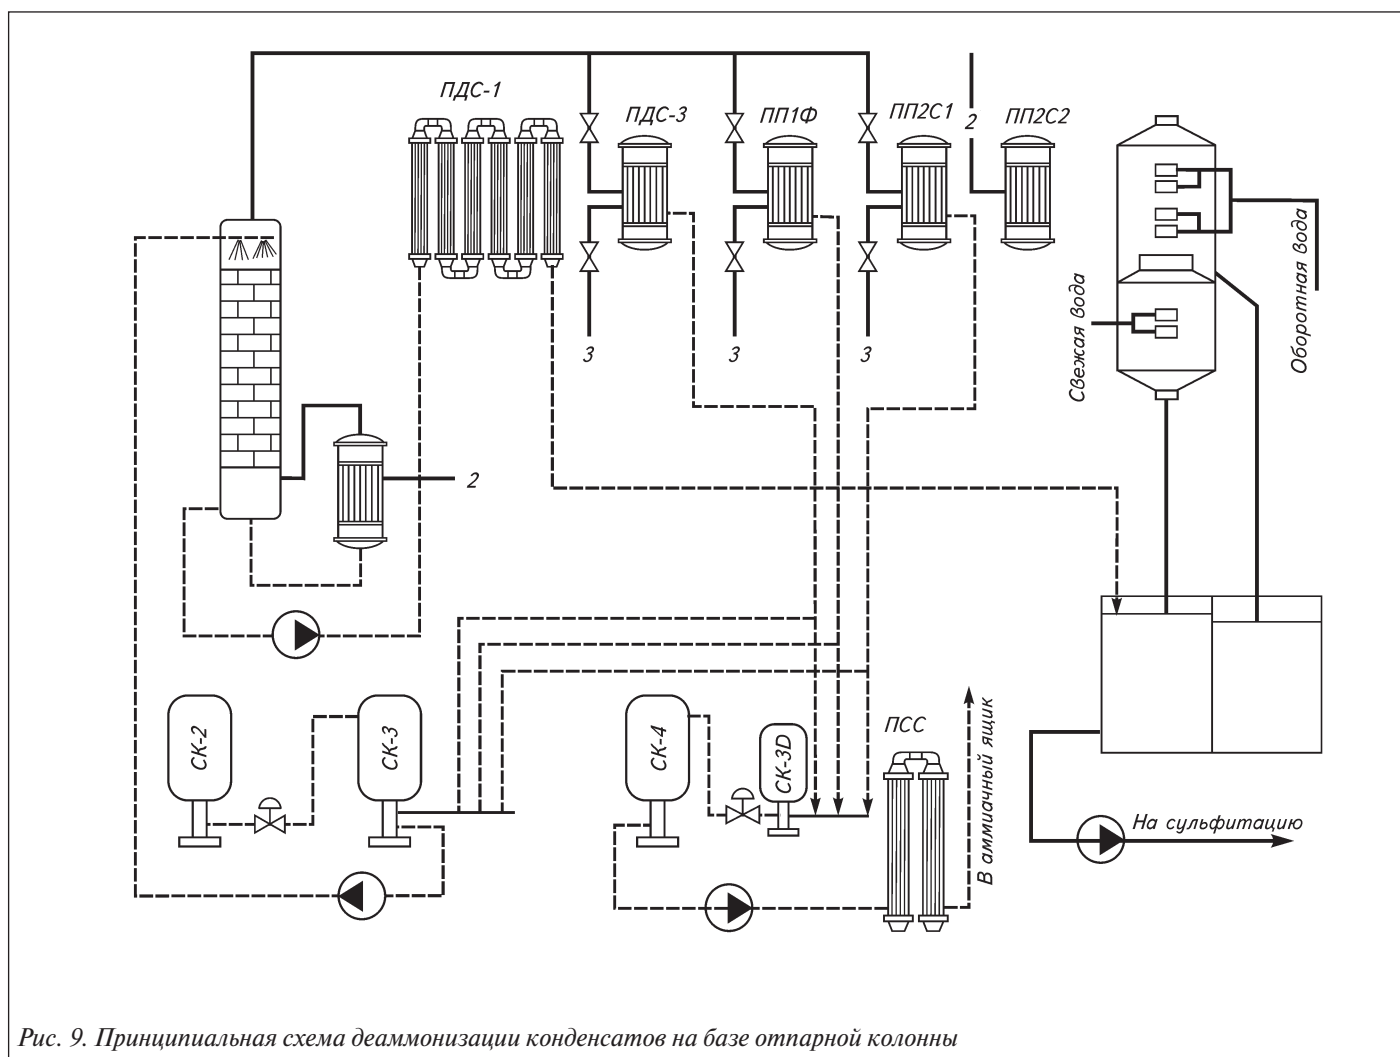 ПДС-1
ПДС-3
ПП1Ф
ПП2С1
2
ПП2С2
Оборотная вода
Свежая вода
3
3
3
2
СК-2
СК-3
СК-4
СК-3D
ПСС
В аммиачный ящик
На сульфитацию
Рис. 9. Принципиальная схема деаммонизации конденсатов на базе отпарной колонны